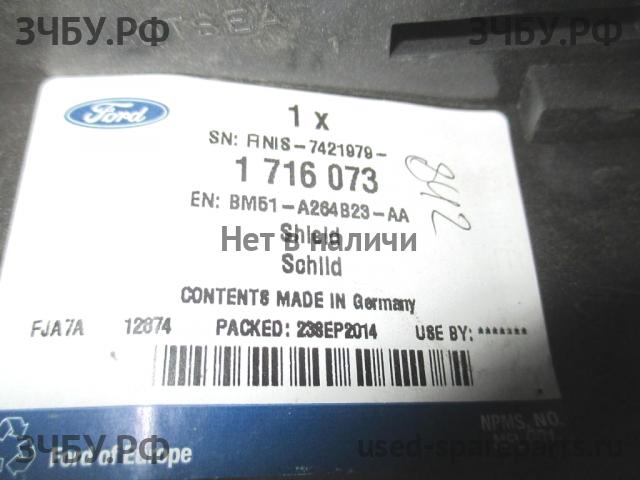 ЗЧБУ.РФ
ЗЧБУ.РФ
Ford
1 x
SN: FINIS-7421979-
1 716 073
842
EN: BM51-A264B23-AA
Shield
Нет в наличи
Schild
CONTENTS MADE IN Germany
FJA7A 12874 PACKED: 23SEP2014 USE BY: *******
NPMS NO.
ЗЧБУ.РФ
used-spareparts.ru
Ford of Europe